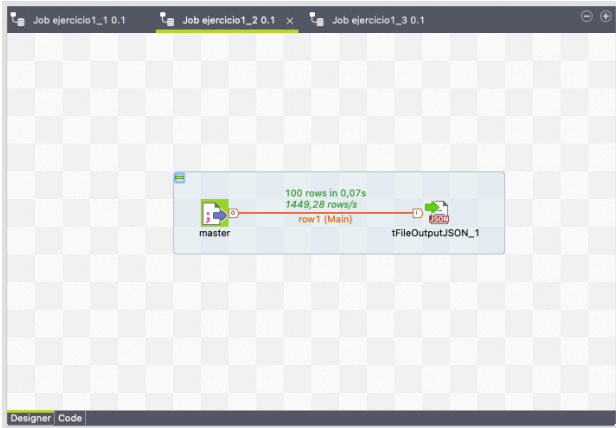 Job ejercicio1_1 0.1
Job ejercicio1_2 0.1
Job ejercicio1_3 0.1
100 rows in 0,07s
1449,28 rows/s
row1 (Main)
master
tFileOutputJSON_1
JSON
Designer
Code